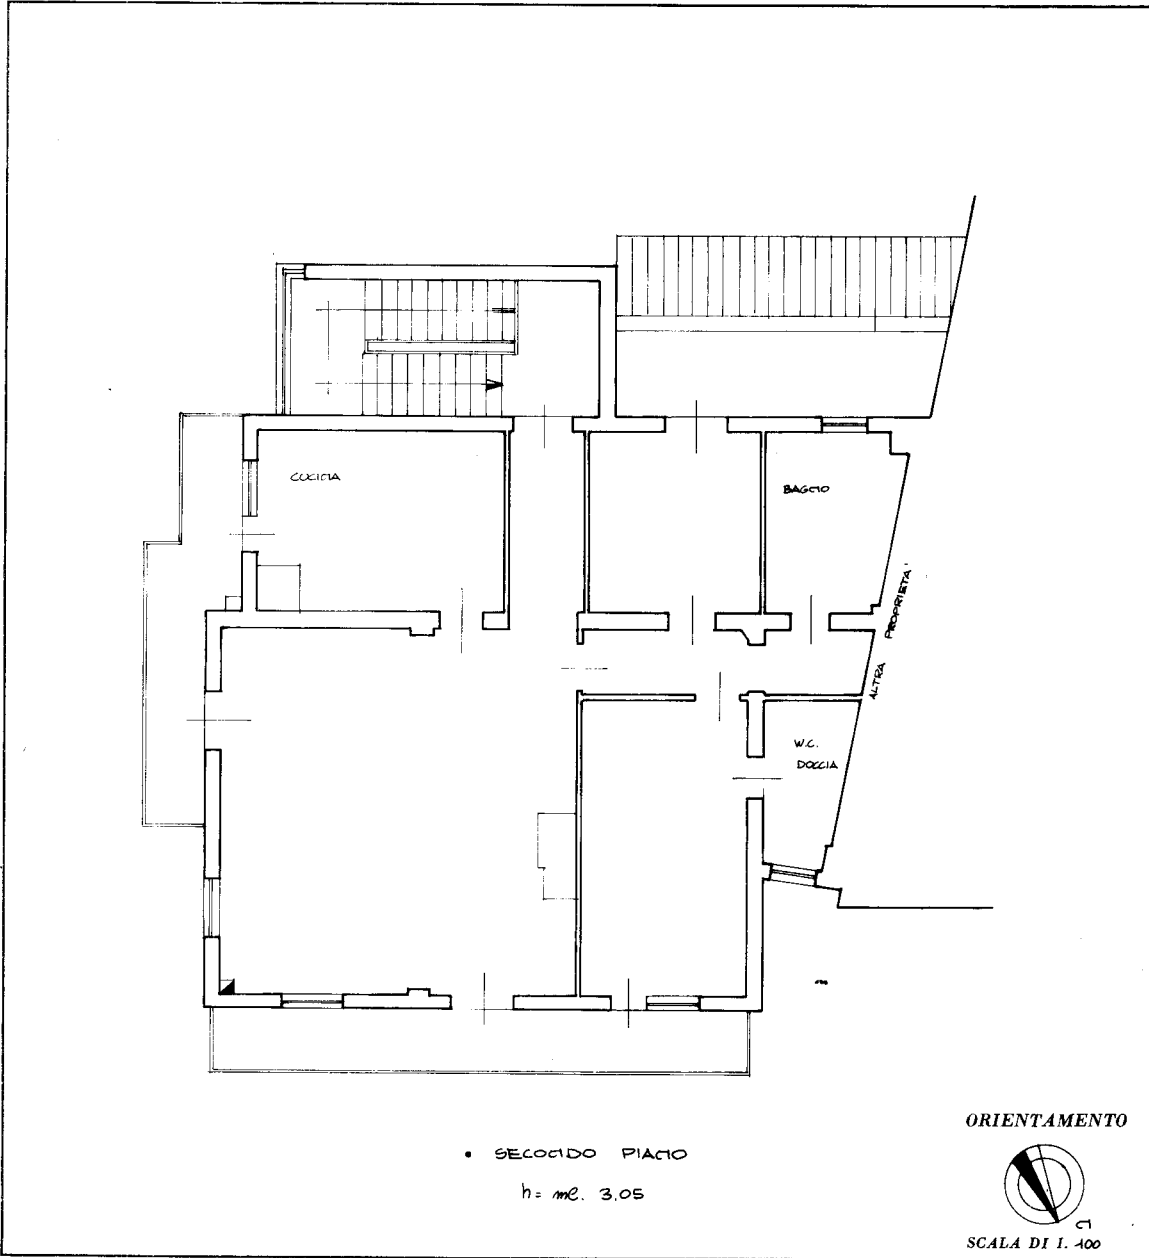 CUCINA
BAGNO
ALTRA PROPRIETA'
W.C.
DOCCIA
• SECONDO PIANO
h= ml. 3.05
ORIENTAMENTO
N
SCALA DI 1. 100